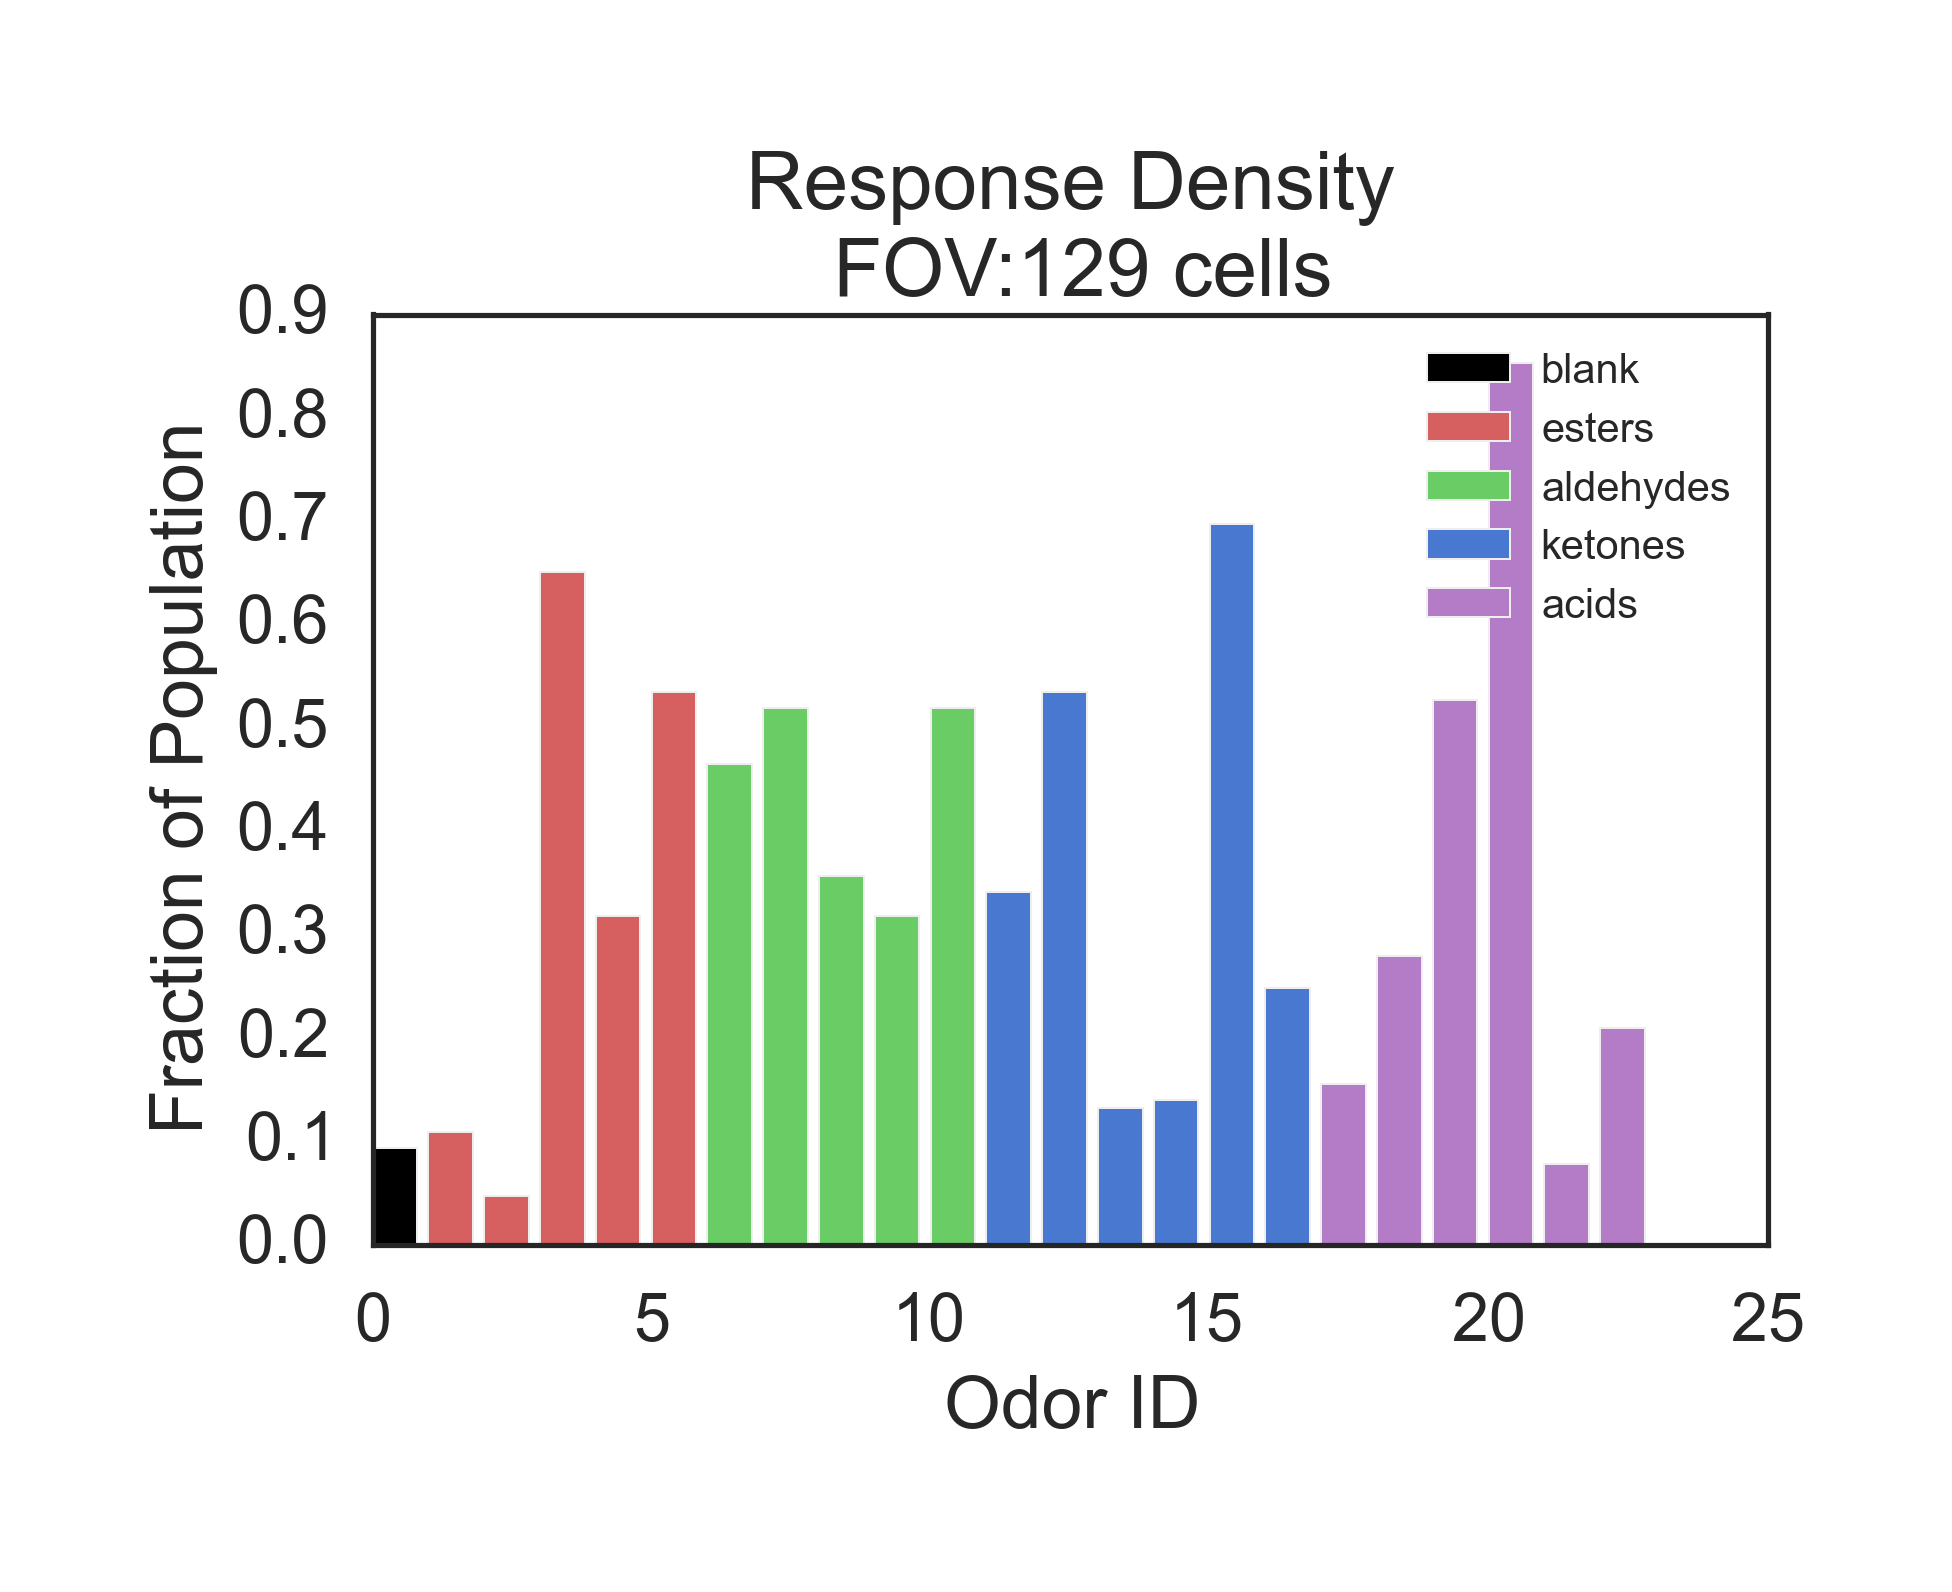 Response Density
FOV:129 cells
0.9
0.8
0.7
0.6
0.5
0.4
0.3
0.2
0.1
0.0
Fraction of Population
blank
esters
aldehydes
ketones
acids
0 5 10 15 20 25
Odor ID